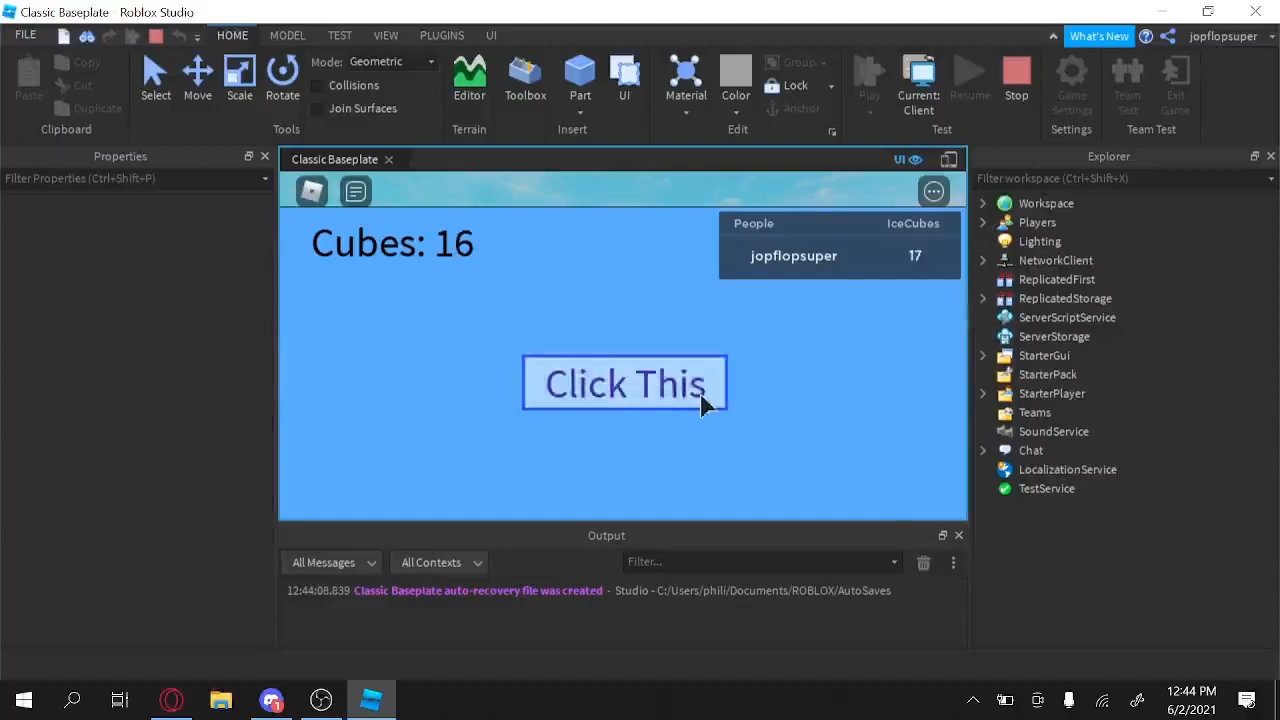 Classic Baseplate - Roblox Studio
FILE HOME MODEL TEST VIEW PLUGINS UI What's New jopflopsuper
Paste Copy Cut Duplicate
Clipboard
Select Move Scale Rotate
Mode: Geometric
Collisions
Join Surfaces
Tools
Editor
Terrain
Toolbox Part UI
Insert
Material Color Group Lock Anchor
Edit
Play Current: Client Resume Stop
Test
Game Settings
Settings
Team Test Exit Game
Team Test
Properties
Filter Properties (Ctrl+Shift+P)
Classic Baseplate UI
Cubes: 16
People IceCubes
jopflopsuper 17
Click This
Output
All Messages All Contexts Filter...
12:44:08.839 Classic Baseplate auto-recovery file was created - Studio - C:/Users/phili/Documents/ROBLOX/AutoSaves
Explorer
Filter workspace (Ctrl+Shift+X)
Workspace
Players
Lighting
NetworkClient
ReplicatedFirst
ReplicatedStorage
ServerScriptService
ServerStorage
StarterGui
StarterPack
StarterPlayer
Teams
SoundService
Chat
LocalizationService
TestService
1
12:44 PM
6/2/2021